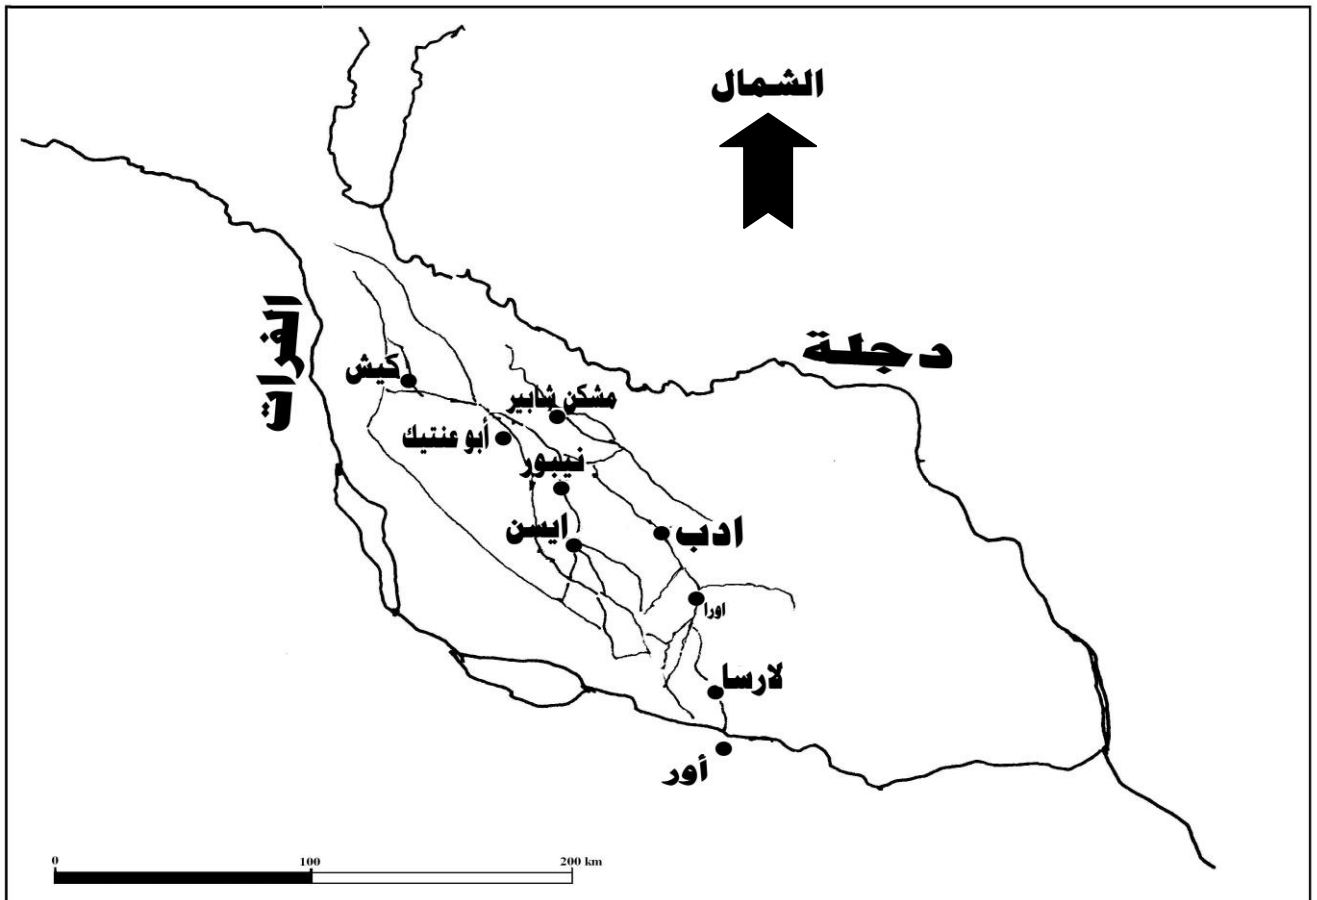 الشمال
الفرات
دجلة
كيش
مشكن شابير
أبو عنتيك
نيبور
ايسن
ادب
اورا
لارسا
أور
0 100 200 km